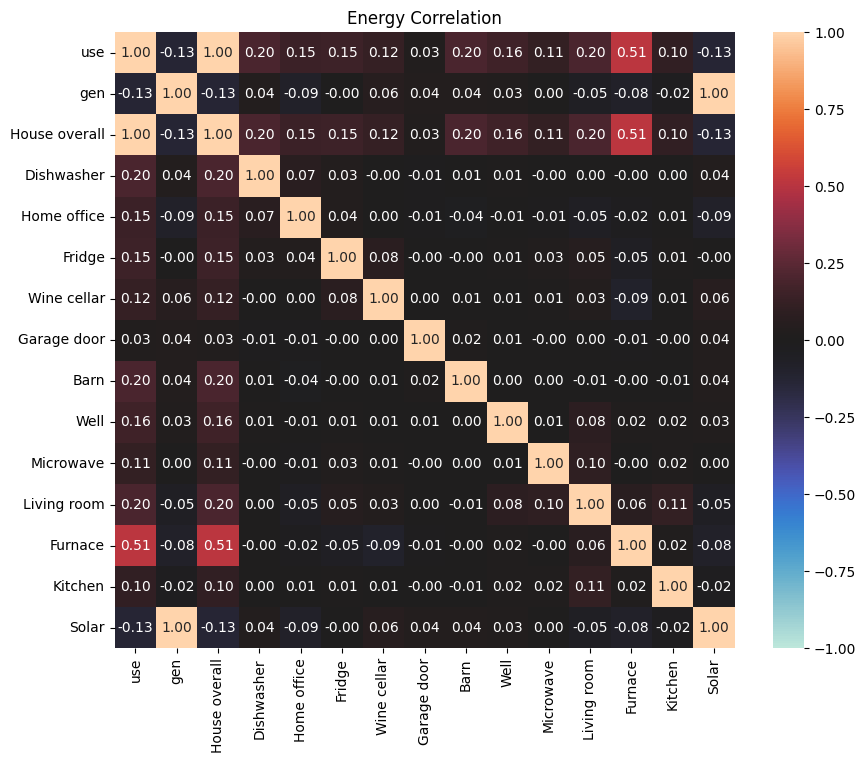 Energy Correlation
use 1.00 -0.13 1.00 0.20 0.15 0.15 0.12 0.03 0.20 0.16 0.11 0.20 0.51 0.10 -0.13
gen -0.13 1.00 -0.13 0.04 -0.09 -0.00 0.06 0.04 0.04 0.03 0.00 -0.05 -0.08 -0.02 1.00
House overall 1.00 -0.13 1.00 0.20 0.15 0.15 0.12 0.03 0.20 0.16 0.11 0.20 0.51 0.10 -0.13
Dishwasher 0.20 0.04 0.20 1.00 0.07 0.03 -0.00 -0.01 0.01 0.01 -0.00 0.00 -0.00 0.00 0.04
Home office 0.15 -0.09 0.15 0.07 1.00 0.04 0.00 -0.01 -0.04 -0.01 -0.01 -0.05 -0.02 0.01 -0.09
Fridge 0.15 -0.00 0.15 0.03 0.04 1.00 0.08 -0.00 -0.00 0.01 0.03 0.05 -0.05 0.01 -0.00
Wine cellar 0.12 0.06 0.12 -0.00 0.00 0.08 1.00 0.00 0.01 0.01 0.01 0.03 -0.09 0.01 0.06
Garage door 0.03 0.04 0.03 -0.01 -0.01 -0.00 0.00 1.00 0.02 0.01 -0.00 0.00 -0.01 -0.00 0.04
Barn 0.20 0.04 0.20 0.01 -0.04 -0.00 0.01 0.02 1.00 0.00 0.00 -0.01 -0.00 -0.01 0.04
Well 0.16 0.03 0.16 0.01 -0.01 0.01 0.01 0.01 0.00 1.00 0.01 0.08 0.02 0.02 0.03
Microwave 0.11 0.00 0.11 -0.00 -0.01 0.03 0.01 -0.00 0.00 0.01 1.00 0.10 -0.00 0.02 0.00
Living room 0.20 -0.05 0.20 0.00 -0.05 0.05 0.03 0.00 -0.01 0.08 0.10 1.00 0.06 0.11 -0.05
Furnace 0.51 -0.08 0.51 -0.00 -0.02 -0.05 -0.09 -0.01 -0.00 0.02 -0.00 0.06 1.00 0.02 -0.08
Kitchen 0.10 -0.02 0.10 0.00 0.01 0.01 0.01 -0.00 -0.01 0.02 0.02 0.11 0.02 1.00 -0.02
Solar -0.13 1.00 -0.13 0.04 -0.09 -0.00 0.06 0.04 0.04 0.03 0.00 -0.05 -0.08 -0.02 1.00
use
gen
House overall
Dishwasher
Home office
Fridge
Wine cellar
Garage door
Barn
Well
Microwave
Living room
Furnace
Kitchen
Solar
1.00
0.75
0.50
0.25
0.00
−0.25
−0.50
−0.75
−1.00